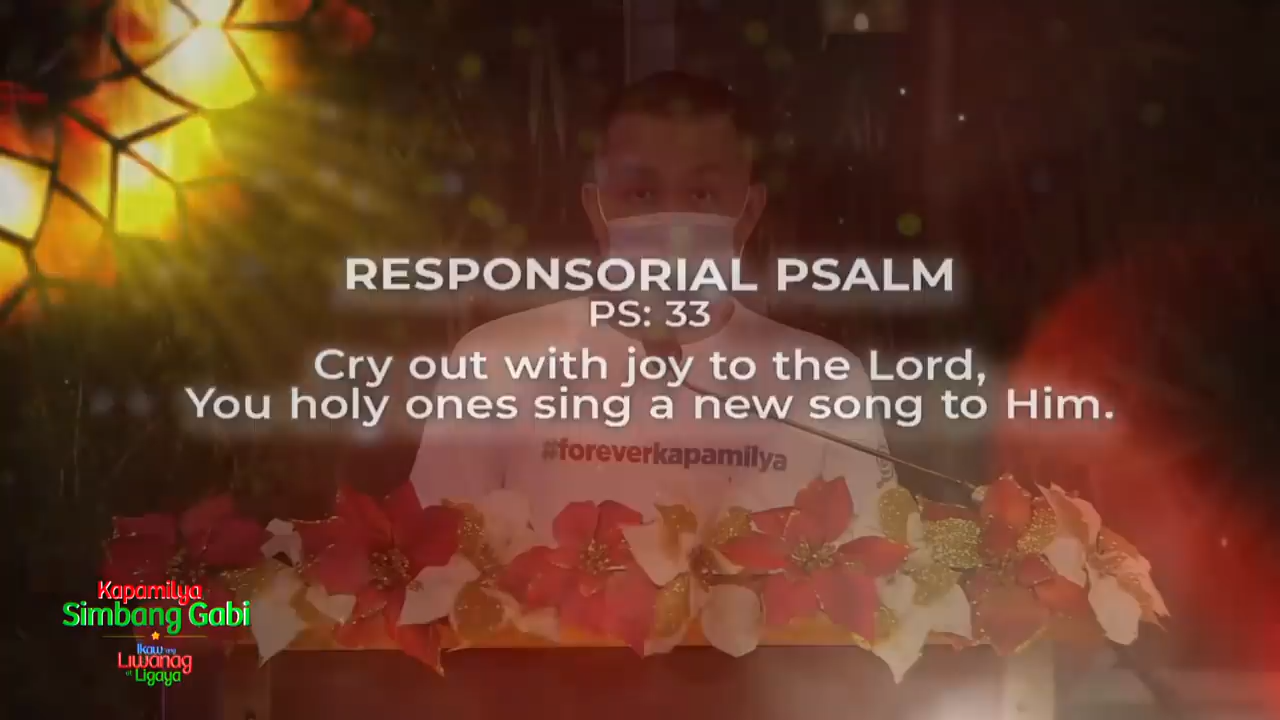 RESPONSORIAL PSALM
PS: 33
Cry out with joy to the Lord,
You holy ones sing a new song to Him.
#foreverkapamilya
Kapamilya
Simbang Gabi
Ikaw ang
Liwanag
at Ligaya